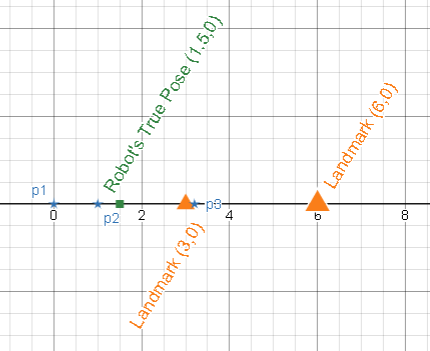 Robot's True Pose (1.5,0)
Landmark (6,0)
p1
p2
p3
0
2
4
6
8
Landmark (3,0)